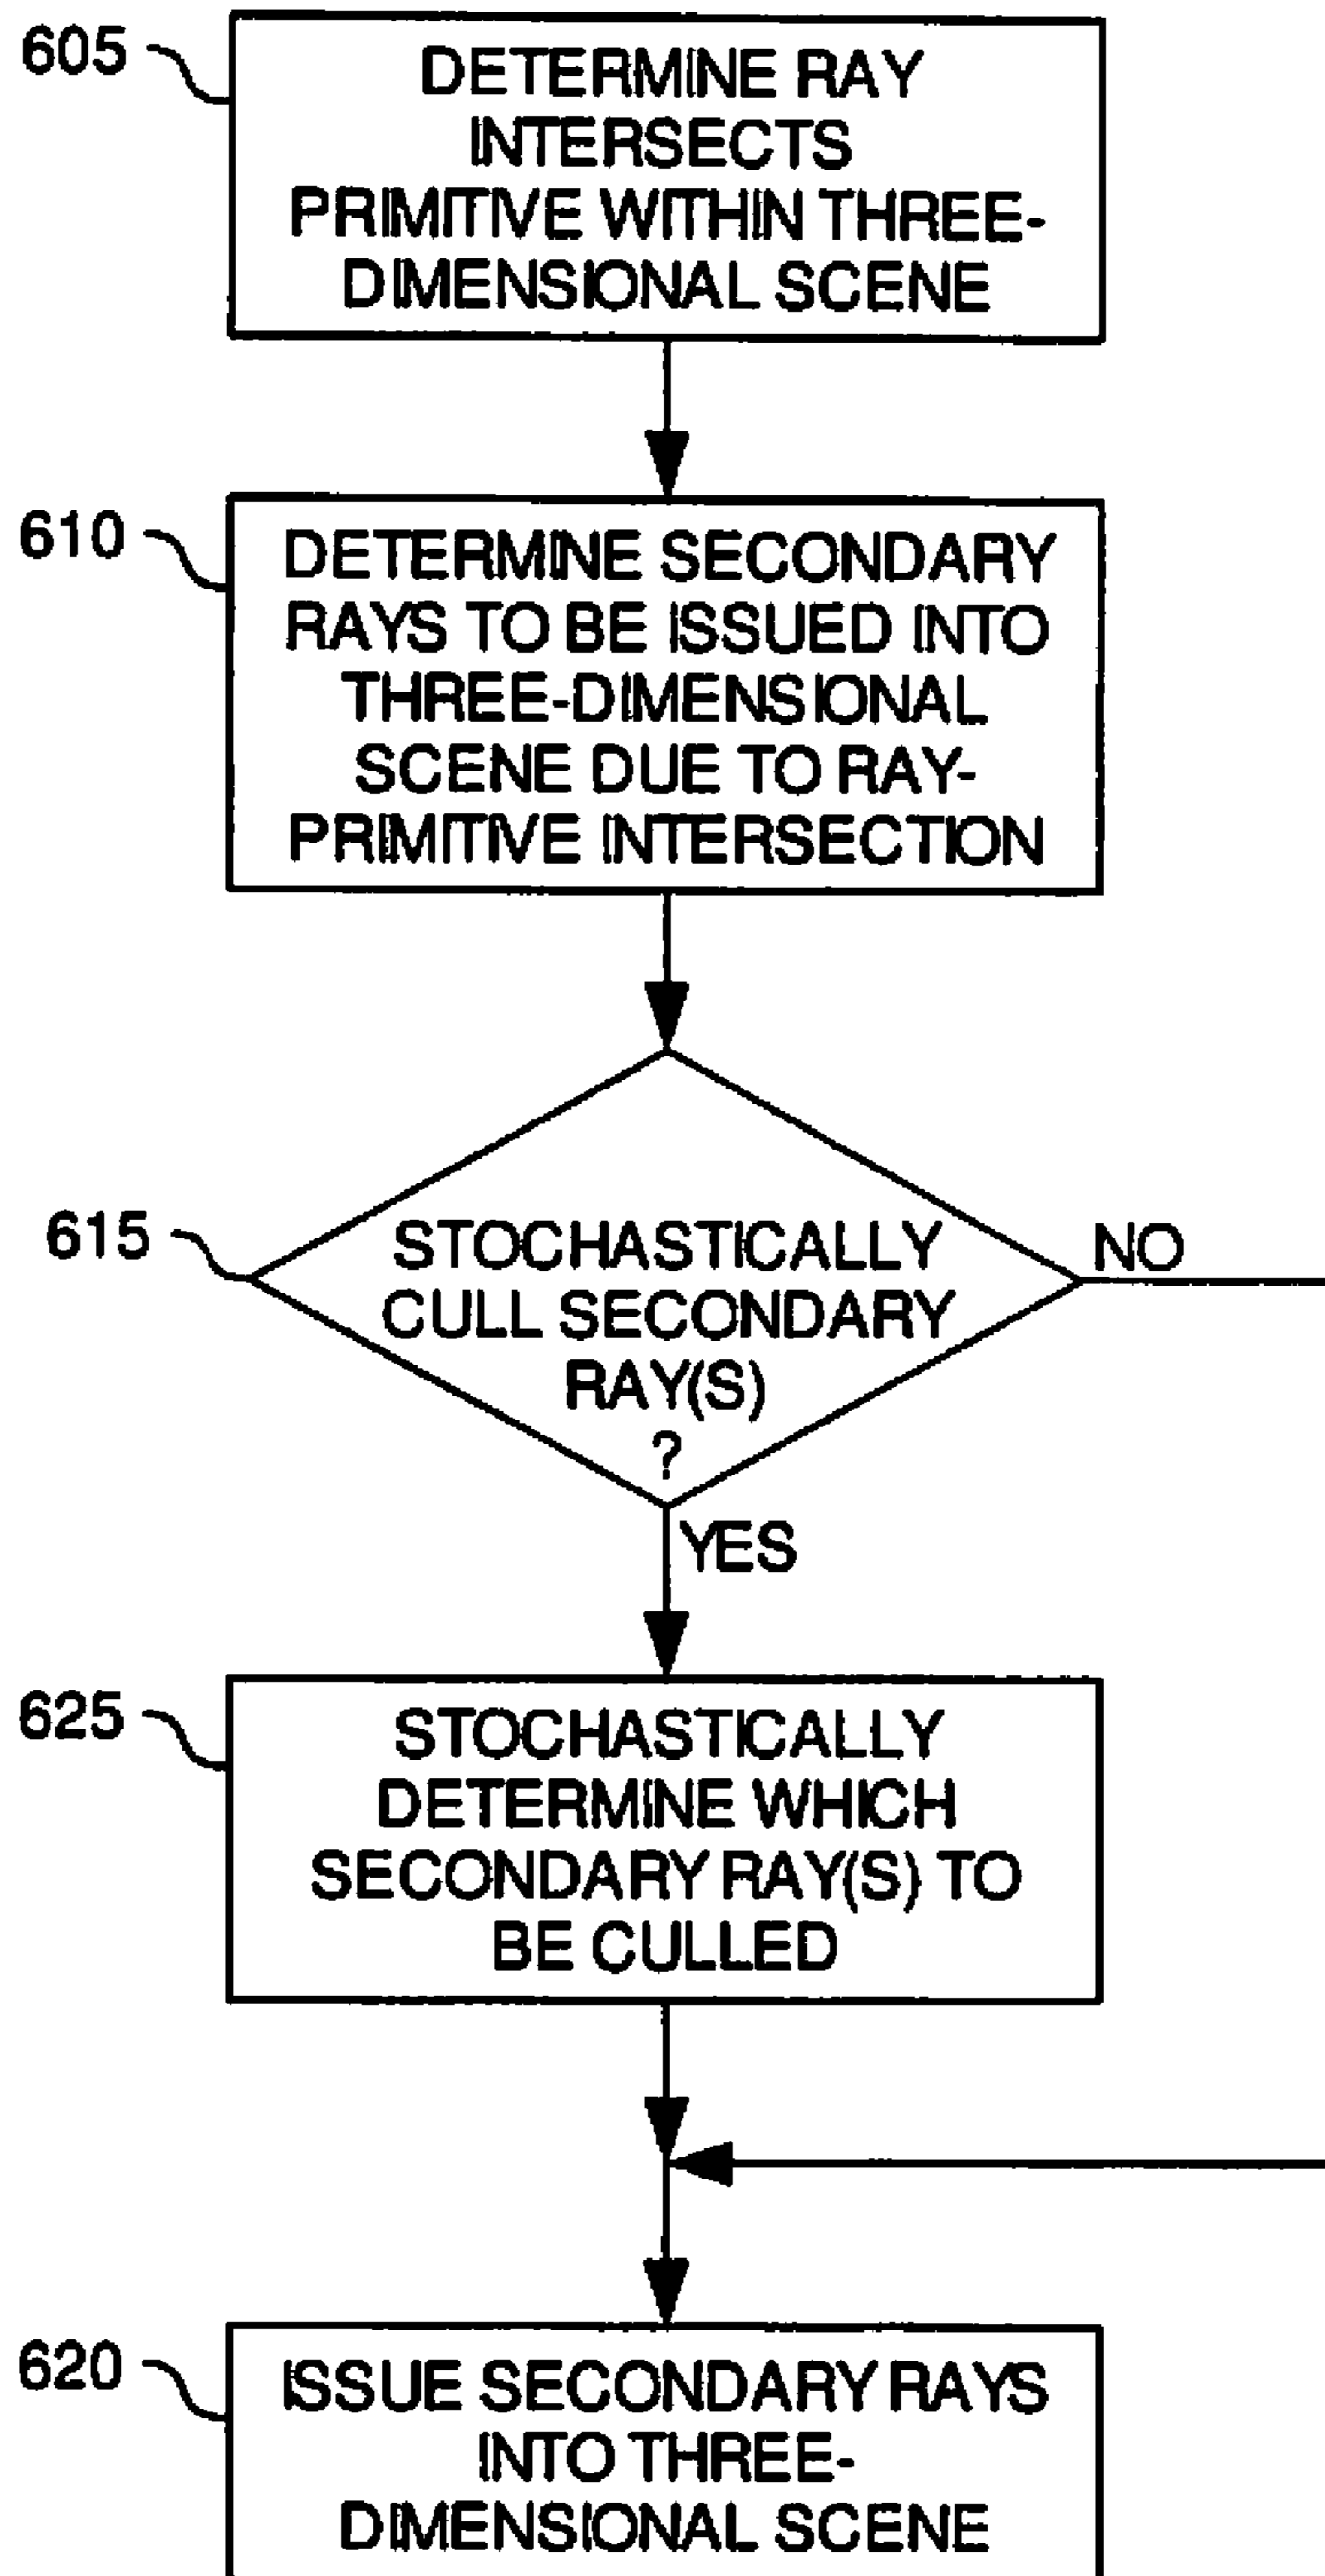 605
DETERMINE RAY
INTERSECTS
PRIMITIVE WITHIN THREE-
DIMENSIONAL SCENE
610
DETERMINE SECONDARY
RAYS TO BE ISSUED INTO
THREE-DIMENSIONAL
SCENE DUE TO RAY-
PRIMITIVE INTERSECTION
615
STOCHASTICALLY
CULL SECONDARY
RAY(S)
?
NO
YES
625
STOCHASTICALLY
DETERMINE WHICH
SECONDARY RAY(S) TO
BE CULLED
620
ISSUE SECONDARY RAYS
INTO THREE-
DIMENSIONAL SCENE